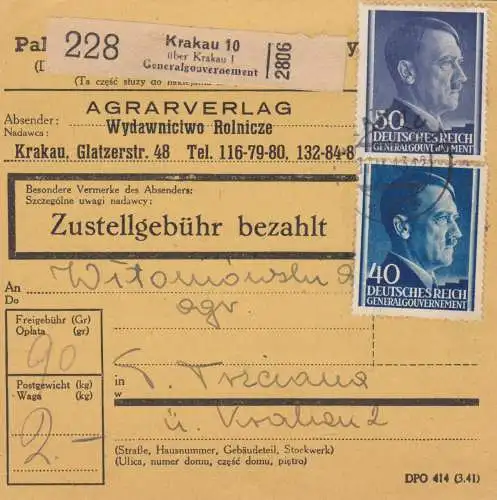 Pa
(D
228
Krakau 10
über Krakau 1
Generalgouvernement
2806
y,
(Ta część służy do
50
DEUTSCHES REICH
GENERALGOUVERNEMENT
Absender:
Nadawca:
AGRARVERLAG
Wydawnictwo Rolnicze
Krakau, Glatzerstr. 48 Tel. 116-79-80, 132-84-8
Besondere Vermerke des Absenders:
Szczególne uwagi nadawcy:
Zustellgebühr bezahlt
40
DEUTSCHES REICH
GENERALGOUVERNEMENT
An
Do
agr.
Freigebühr (Gr)
Opłata (gr)
90
Postgewicht (kg)
Waga (kg)
2.-
in
w
Trzciana
ü. Krakau 2
(Straße, Hausnummer, Gebäudeteil, Stockwerk)
(Ulica, numer domu, część domu, piętro)
DPO 414 (3.41)